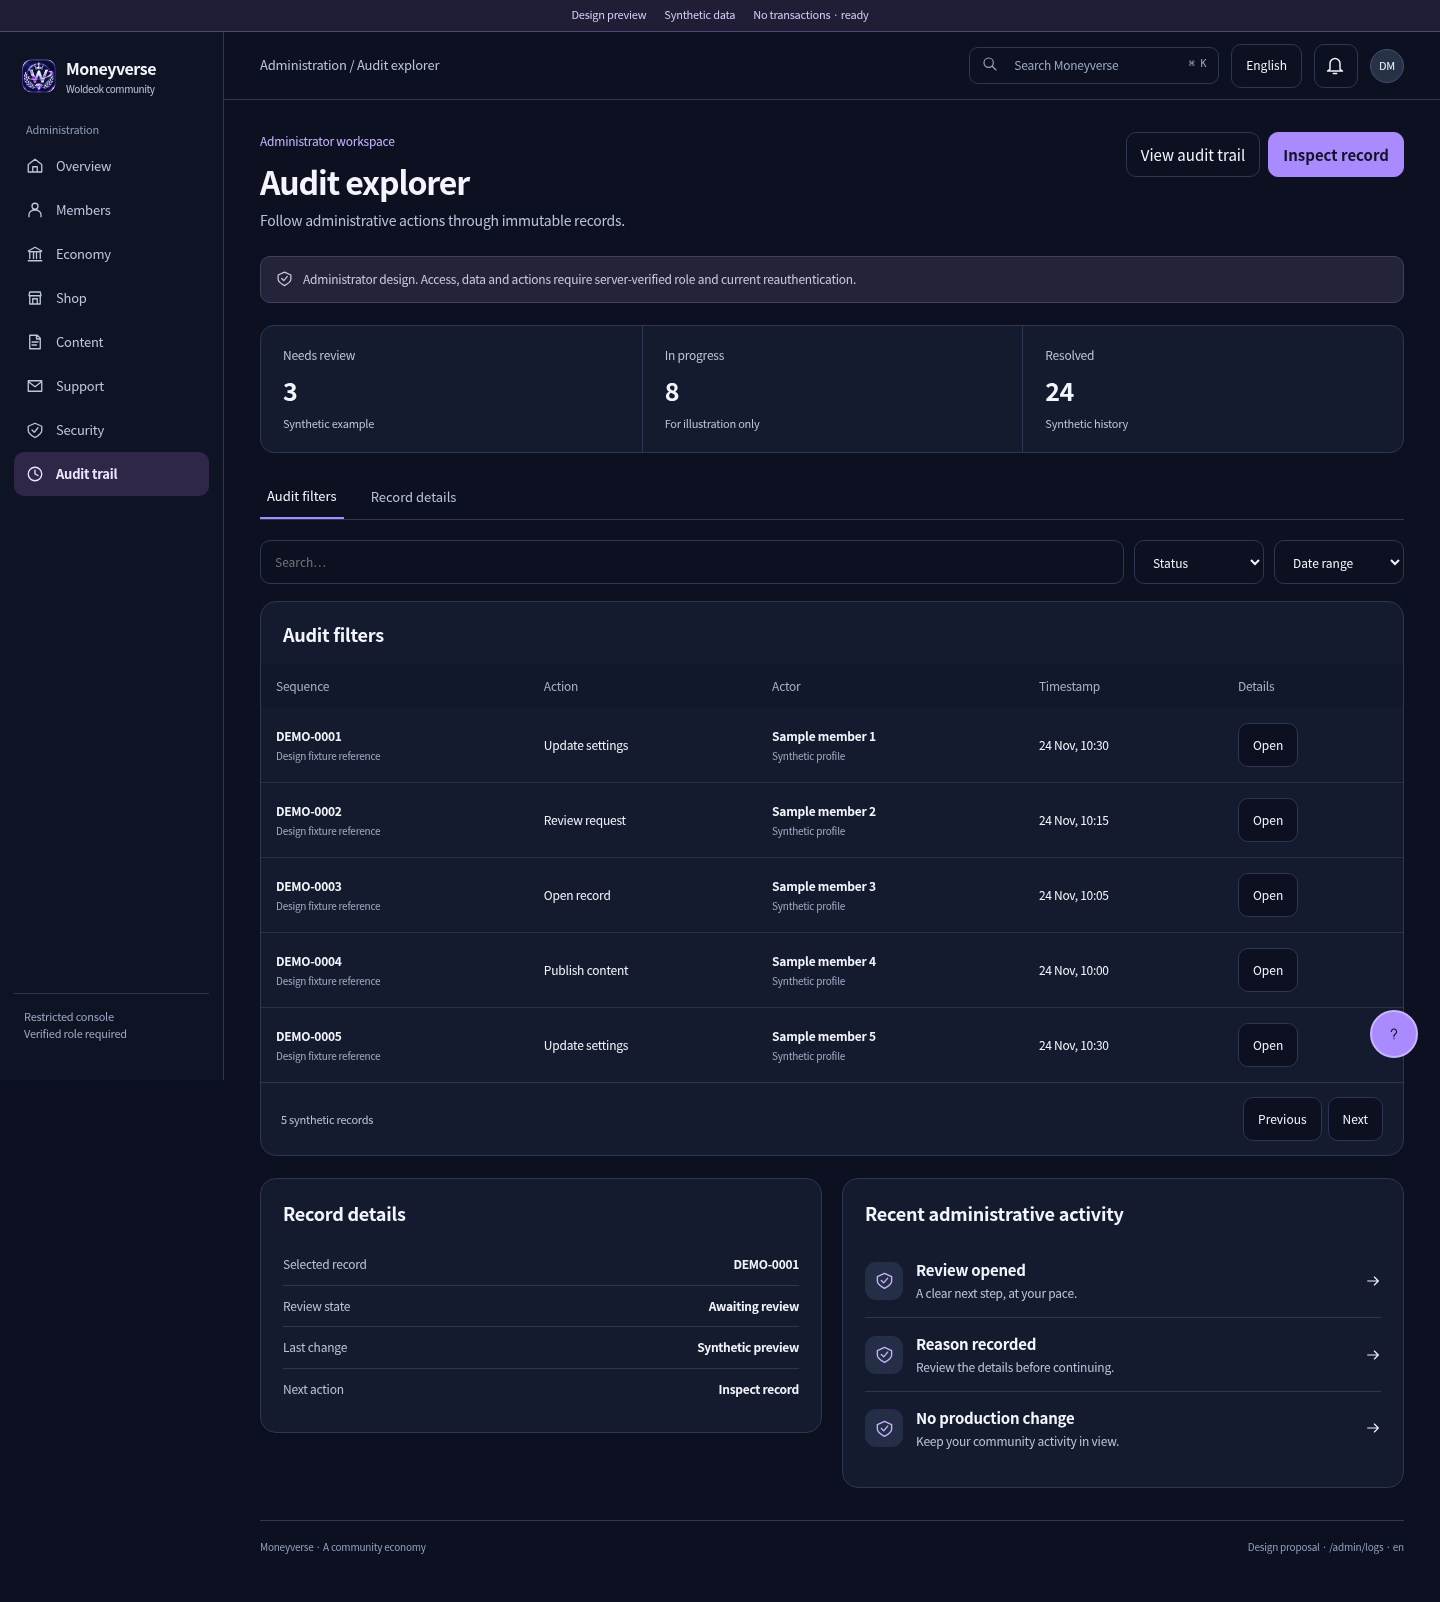 Design preview Synthetic data No transactions · ready
Moneyverse
Woldeok community
Administration / Audit explorer
Search Moneyverse ⌘ K
English
DM
Administration
Overview
Members
Economy
Shop
Content
Support
Security
Audit trail
Restricted console
Verified role required
Administrator workspace
Audit explorer
Follow administrative actions through immutable records.
View audit trail
Inspect record
Administrator design. Access, data and actions require server-verified role and current reauthentication.
Needs review
3
Synthetic example
In progress
8
For illustration only
Resolved
24
Synthetic history
Audit filters
Record details
Search…
Status
Date range
Audit filters
Sequence Action Actor Timestamp Details
DEMO-0001
Design fixture reference
Update settings
Sample member 1
Synthetic profile
24 Nov, 10:30
Open
DEMO-0002
Design fixture reference
Review request
Sample member 2
Synthetic profile
24 Nov, 10:15
Open
DEMO-0003
Design fixture reference
Open record
Sample member 3
Synthetic profile
24 Nov, 10:05
Open
DEMO-0004
Design fixture reference
Publish content
Sample member 4
Synthetic profile
24 Nov, 10:00
Open
DEMO-0005
Design fixture reference
Update settings
Sample member 5
Synthetic profile
24 Nov, 10:30
Open
?
5 synthetic records
Previous
Next
Record details
Selected record DEMO-0001
Review state Awaiting review
Last change Synthetic preview
Next action Inspect record
Recent administrative activity
Review opened
A clear next step, at your pace.
Reason recorded
Review the details before continuing.
No production change
Keep your community activity in view.
Moneyverse · A community economy
Design proposal · /admin/logs · en